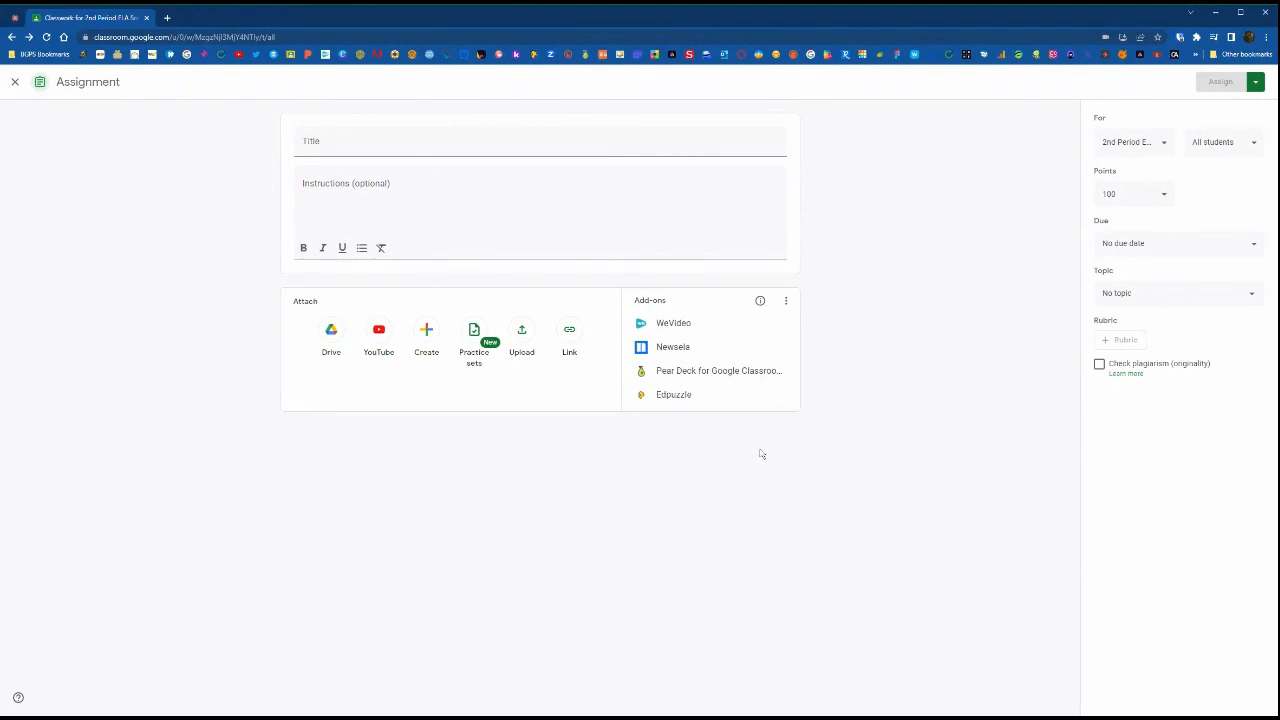 Classwork for 2nd Period ELA So
classroom.google.com/u/0/w/MzgzNjI3MjY4NTIy/t/all
BGPS Bookmarks
Other bookmarks
Assignment
Assign
Title
Instructions (optional)
B I U
Attach
Drive
YouTube
Create
Practice sets
New
Upload
Link
Add-ons
WeVideo
Newsela
Pear Deck for Google Classroo...
Edpuzzle
For
2nd Period E...
All students
Points
100
Due
No due date
Topic
No topic
Rubric
+ Rubric
Check plagiarism (originality)
Learn more